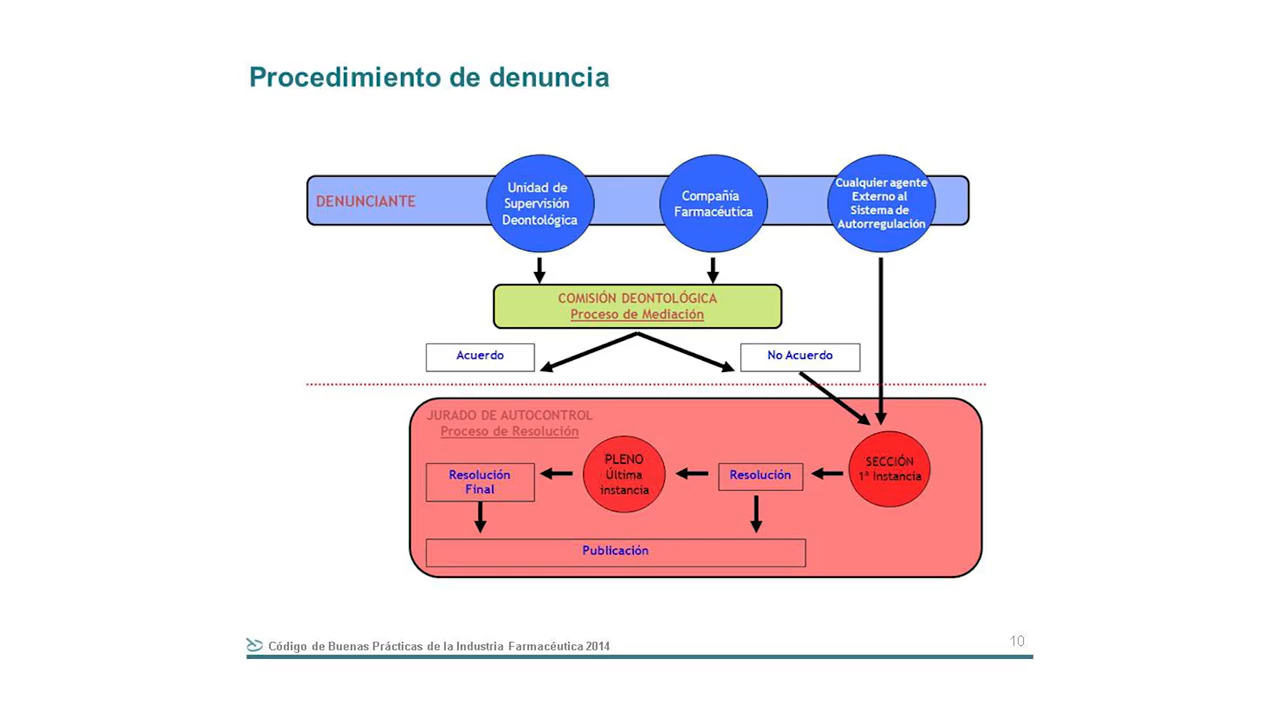 Procedimiento de denuncia
DENUNCIANTE
Unidad de
Supervisión
Deontológica
Compañía
Farmacéutica
Cualquier agente
Externo al
Sistema de
Autorregulación
COMISIÓN DEONTOLÓGICA
Proceso de Mediación
Acuerdo
No Acuerdo
JURADO DE AUTOCONTROL
Proceso de Resolución
Resolución
Final
PLENO
Última
instancia
Resolución
SECCIÓN
1ª Instancia
Publicación
Código de Buenas Prácticas de la Industria Farmacéutica 2014
10